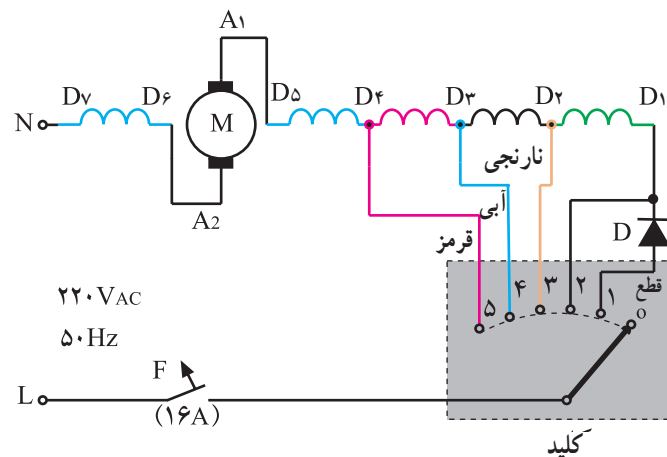 A۱
D۷ D۶ D۵ D۴ D۳ D۲ D۱
N M
نارنجی
آبی
A2
قرمز
D
قطع
۵ ۴ ۳ ۲ ۱ o
۲۲۰VAC
۵۰Hz
F
L
(۱۶A)
کلید